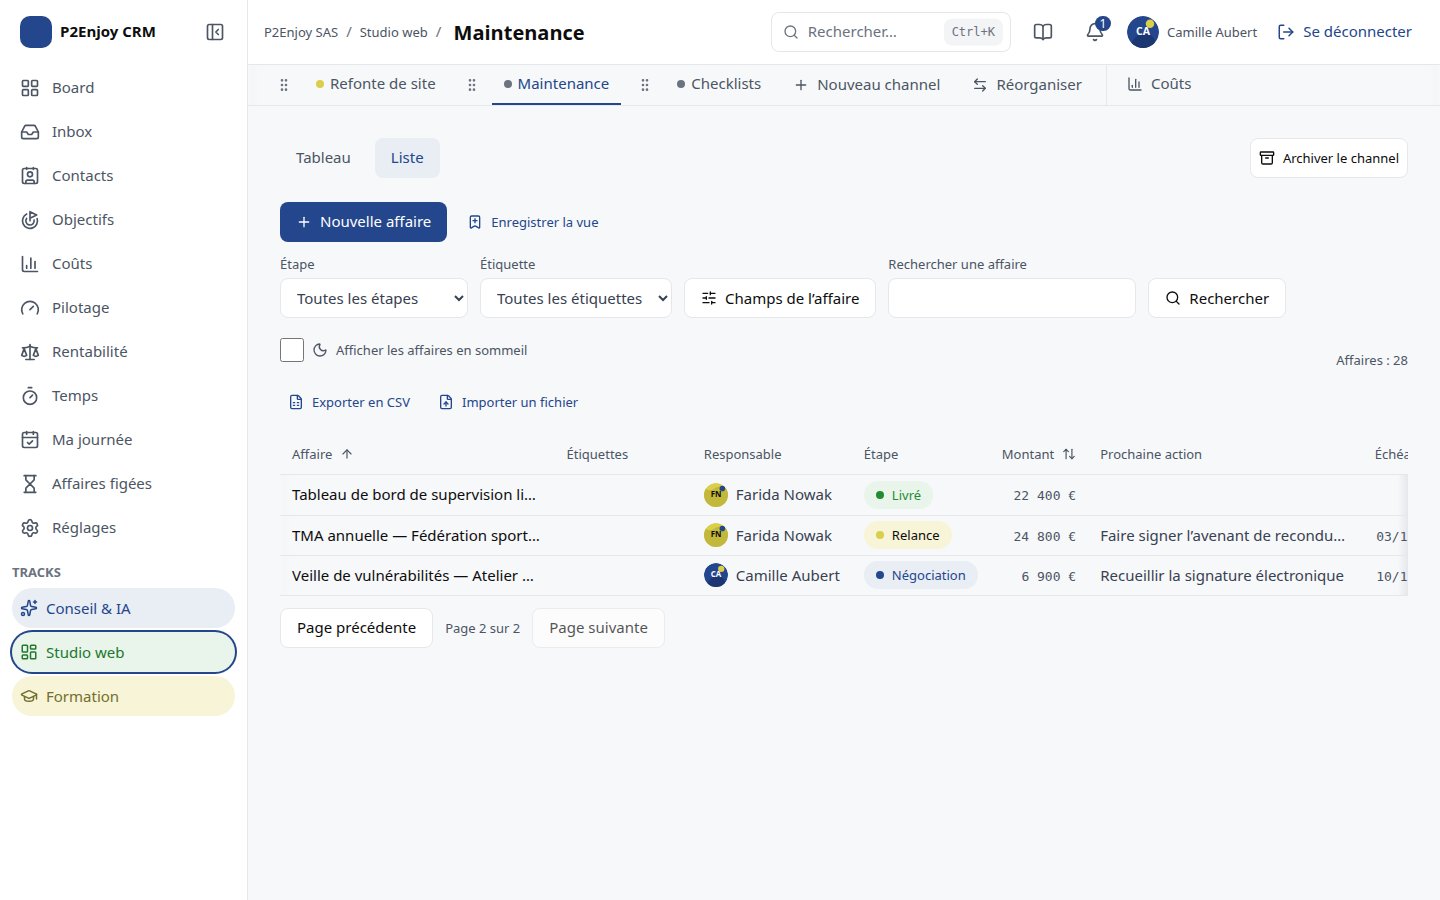 P2Enjoy CRM
P2Enjoy SAS / Studio web / Maintenance
Rechercher... Ctrl+K
1
CA Camille Aubert
Se déconnecter
Board
Inbox
Contacts
Objectifs
Coûts
Pilotage
Rentabilité
Temps
Ma journée
Affaires figées
Réglages
TRACKS
Conseil & IA
Studio web
Formation
Refonte de site
Maintenance
Checklists
Nouveau channel
Réorganiser
Coûts
Tableau
Liste
Archiver le channel
Nouvelle affaire
Enregistrer la vue
Étape
Étiquette
Rechercher une affaire
Toutes les étapes
Toutes les étiquettes
Champs de l’affaire
Rechercher
Afficher les affaires en sommeil
Affaires : 28
Exporter en CSV
Importer un fichier
Affaire Étiquettes Responsable Étape Montant Prochaine action Échéa
Tableau de bord de supervision li... FN Farida Nowak Livré 22 400 €
TMA annuelle — Fédération sport... FN Farida Nowak Relance 24 800 € Faire signer l’avenant de recondu... 03/1
Veille de vulnérabilités — Atelier ... CA Camille Aubert Négociation 6 900 € Recueillir la signature électronique 10/1
Page précédente
Page 2 sur 2
Page suivante